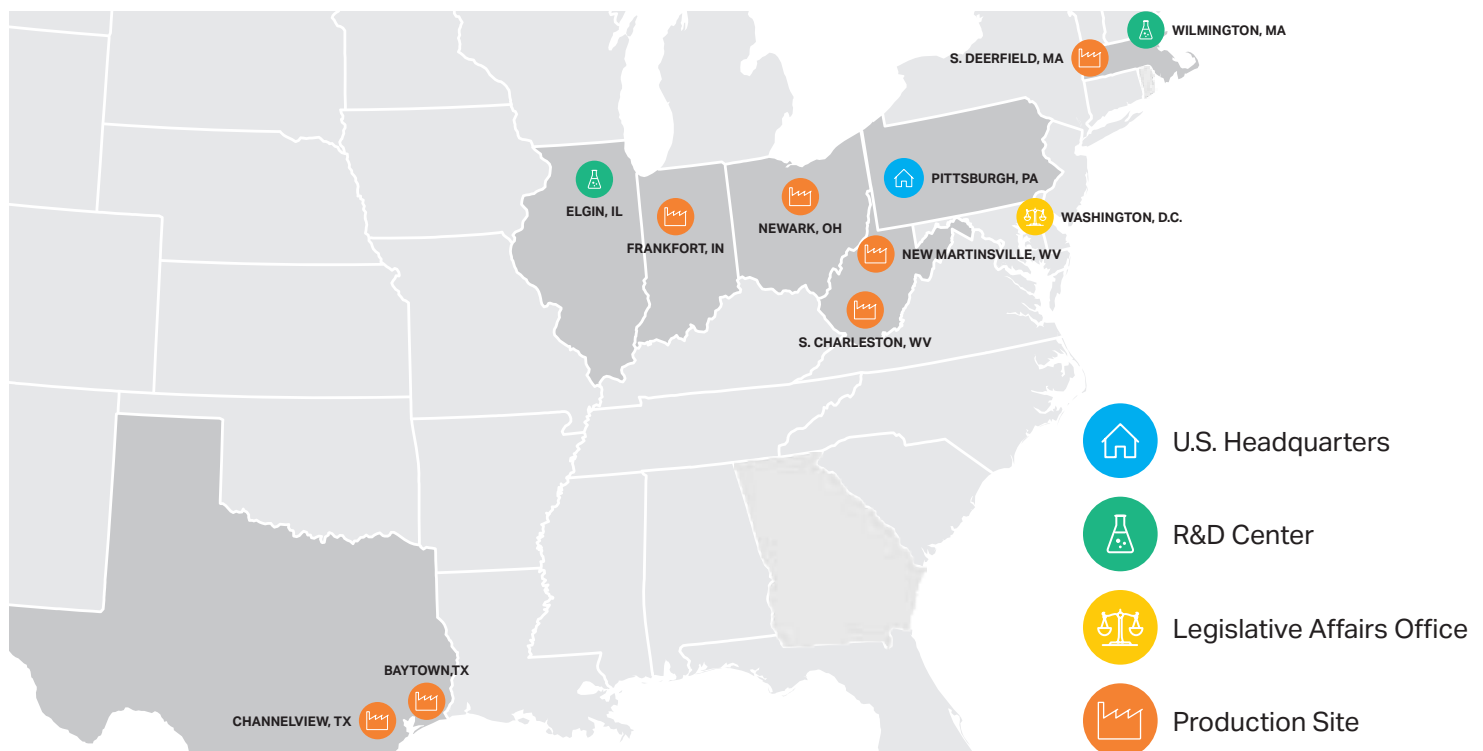 WILMINGTON, MA
S. DEERFIELD, MA
PITTSBURGH, PA
ELGIN, IL
WASHINGTON, D.C.
NEWARK, OH
FRANKFORT, IN
NEW MARTINSVILLE, WV
S. CHARLESTON, WV
U.S. Headquarters
R&D Center
Legislative Affairs Office
BAYTOWN,TX
CHANNELVIEW, TX
Production Site